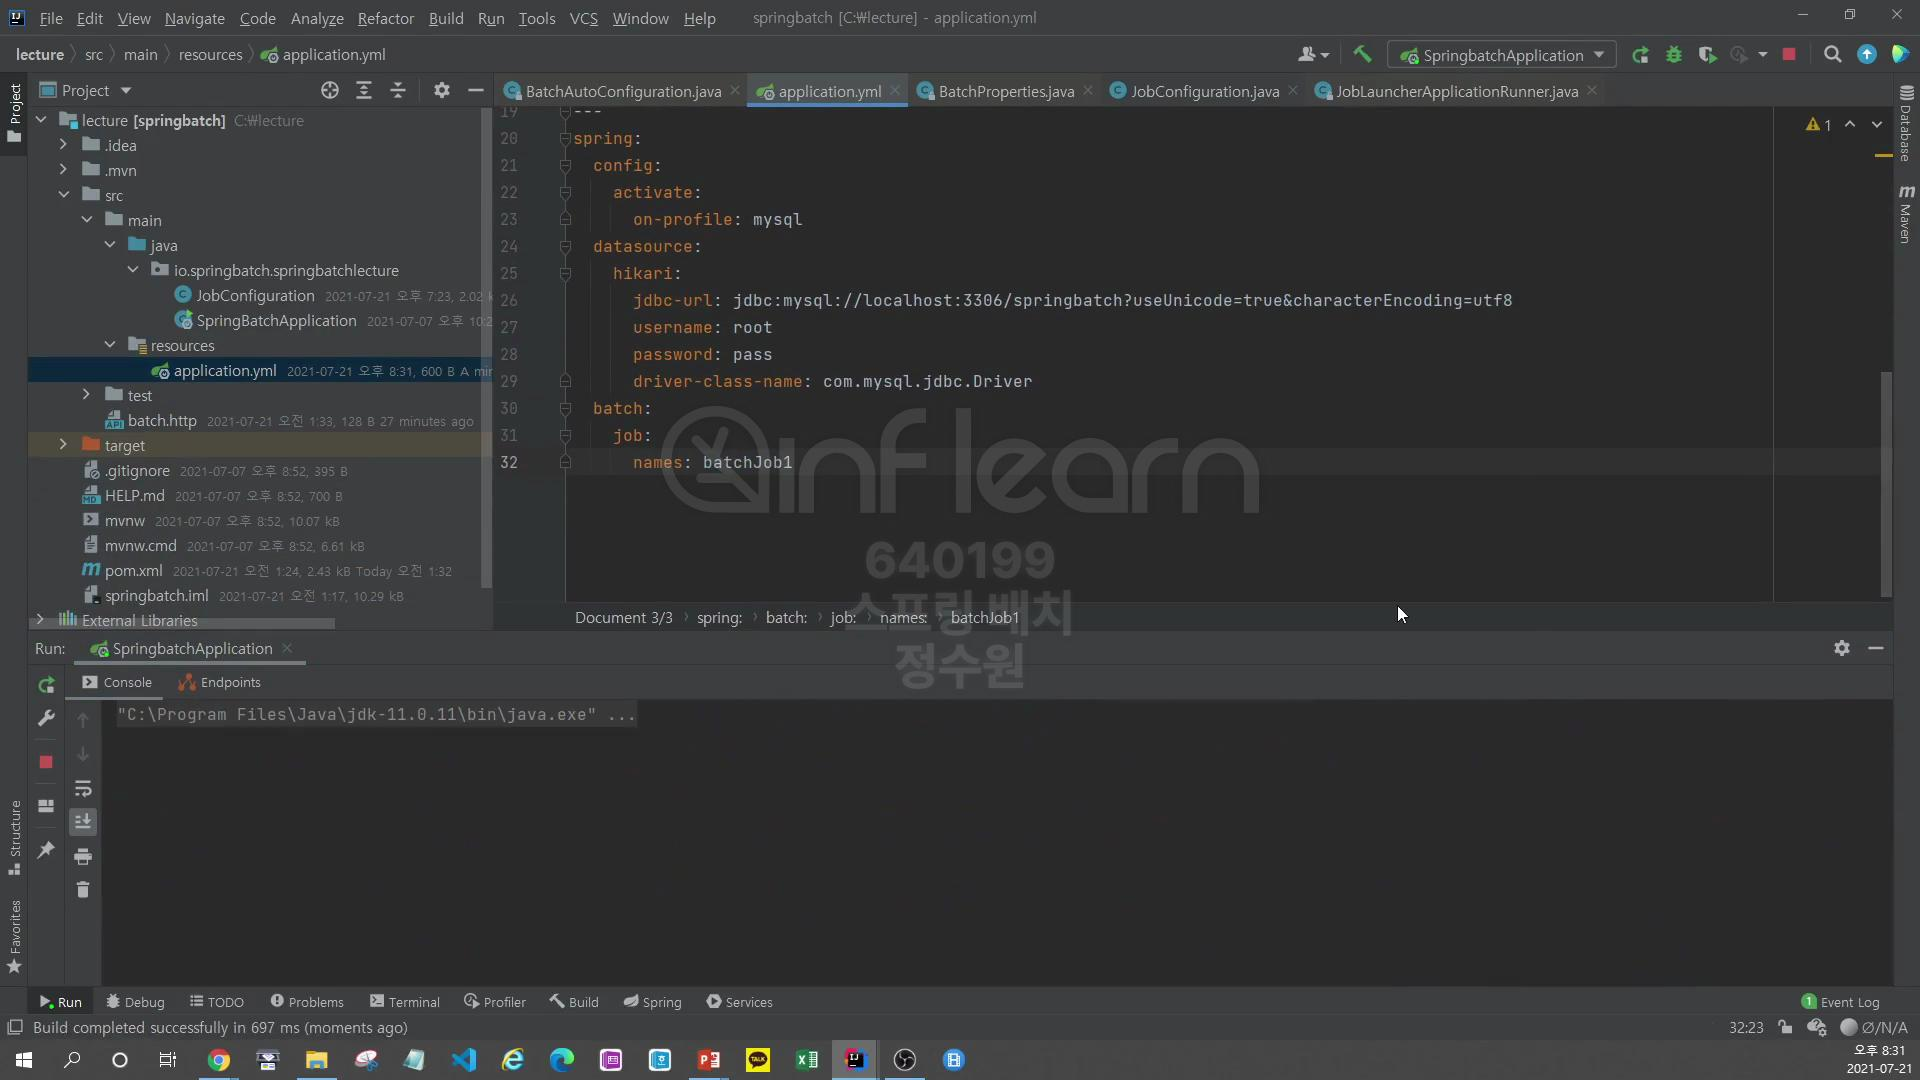 File Edit View Navigate Code Analyze Refactor Build Run Tools VCS Window Help springbatch [C:₩lecture] - application.yml
lecture src main resources application.yml SpringbatchApplication
Project
BatchAutoConfiguration.java application.yml BatchProperties.java JobConfiguration.java JobLauncherApplicationRunner.java
lecture [springbatch] C:₩lecture
.idea
.mvn
src
main
java
io.springbatch.springbatchlecture
JobConfiguration 2021-07-21 오후 7:23, 2.02 k
SpringBatchApplication 2021-07-07 오후 10:2
resources
application.yml 2021-07-21 오후 8:31, 600 B A min
test
batch.http 2021-07-21 오전 1:33, 128 B 27 minutes ago
target
.gitignore 2021-07-07 오후 8:52, 395 B
HELP.md 2021-07-07 오후 8:52, 700 B
mvnw 2021-07-07 오후 8:52, 10.07 kB
mvnw.cmd 2021-07-07 오후 8:52, 6.61 kB
pom.xml 2021-07-21 오전 1:24, 2.43 kB Today 오전 1:32
springbatch.iml 2021-07-21 오전 1:17, 10.29 kB
External Libraries
19 ---
20 spring:
21 config:
22 activate:
23 on-profile: mysql
24 datasource:
25 hikari:
26 jdbc-url: jdbc:mysql://localhost:3306/springbatch?useUnicode=true&characterEncoding=utf8
27 username: root
28 password: pass
29 driver-class-name: com.mysql.jdbc.Driver
30 batch:
31 job:
32 names: batchJob1
1
inflearn
640199
스프링 배치
정수원
Document 3/3 spring: batch: job: names: batchJob1
Project
Structure
Favorites
Database
Maven
Run: SpringbatchApplication
Console Endpoints
"C:\Program Files\Java\jdk-11.0.11\bin\java.exe" ...
Run Debug TODO Problems Terminal Profiler Build Spring Services 1 Event Log
Build completed successfully in 697 ms (moments ago) 32:23 ∅/N/A
오후 8:31
2021-07-21